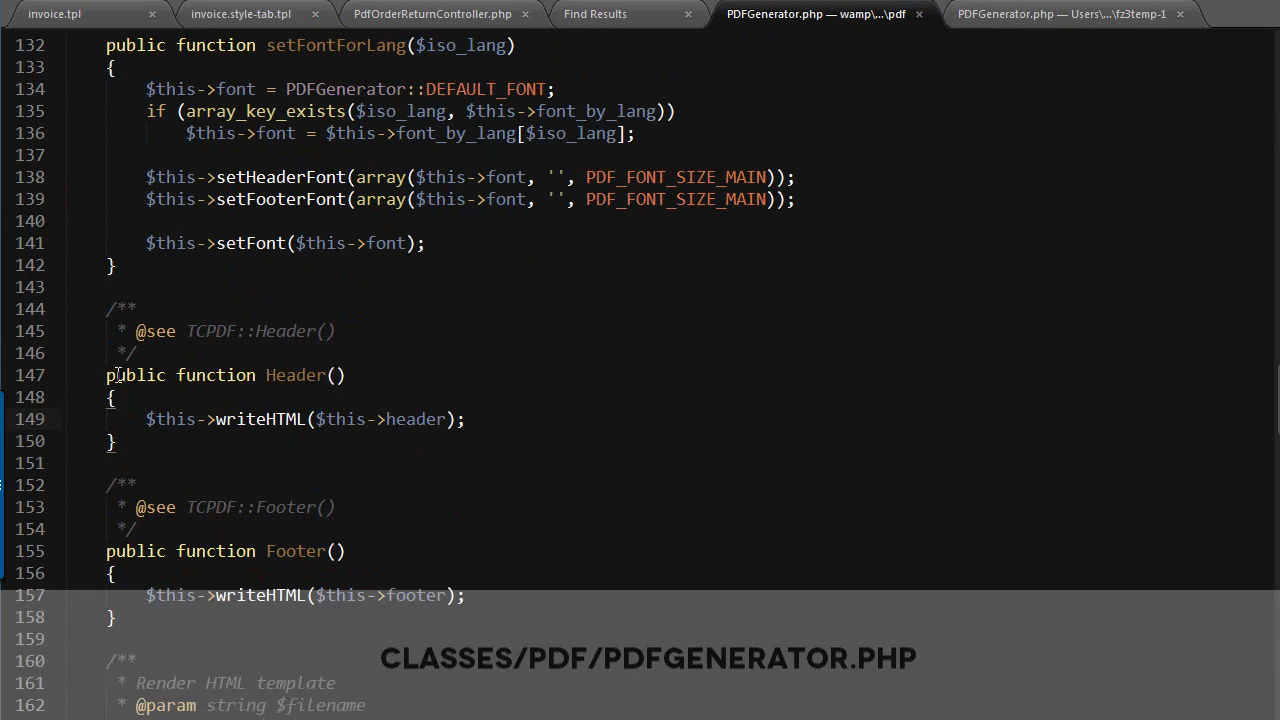 invoice.tpl × invoice.style-tab.tpl × PdfOrderReturnController.php × Find Results × PDFGenerator.php — wamp\...\pdf × PDFGenerator.php — Users\...\fz3temp-1 ×
132 public function setFontForLang($iso_lang)
133 {
134 $this->font = PDFGenerator::DEFAULT_FONT;
135 if (array_key_exists($iso_lang, $this->font_by_lang))
136 $this->font = $this->font_by_lang[$iso_lang];
137
138 $this->setHeaderFont(array($this->font, '', PDF_FONT_SIZE_MAIN));
139 $this->setFooterFont(array($this->font, '', PDF_FONT_SIZE_MAIN));
140
141 $this->setFont($this->font);
142 }
143
144 /**
145 * @see TCPDF::Header()
146 */
147 public function Header()
148 {
149 $this->writeHTML($this->header);
150 }
151
152 /**
153 * @see TCPDF::Footer()
154 */
155 public function Footer()
156 {
157 $this->writeHTML($this->footer);
158 }
159
160 /**
161 * Render HTML template
162 * @param string $filename
CLASSES/PDF/PDFGENERATOR.PHP